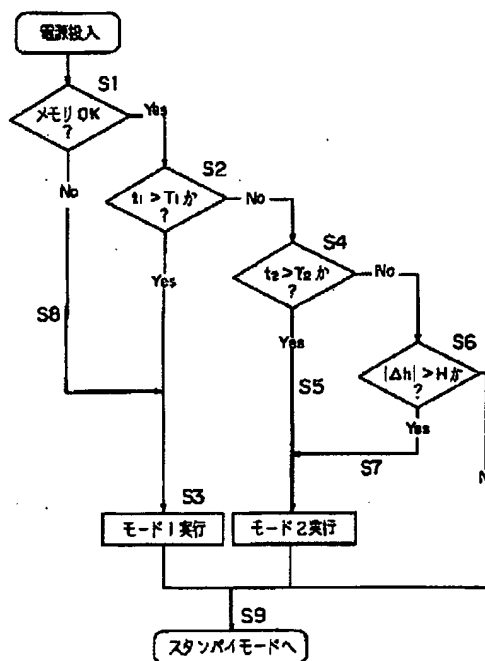 電源投入
S1
メモリOK
?
Yes
No
S2
t1>T1か
?
No
Yes
S4
t2>T2か
?
No
Yes
S8
S6
|Δh|>Hか
?
S5
Yes
S7
N
S3
モード1実行
モード2実行
S9
スタンバイモードへ